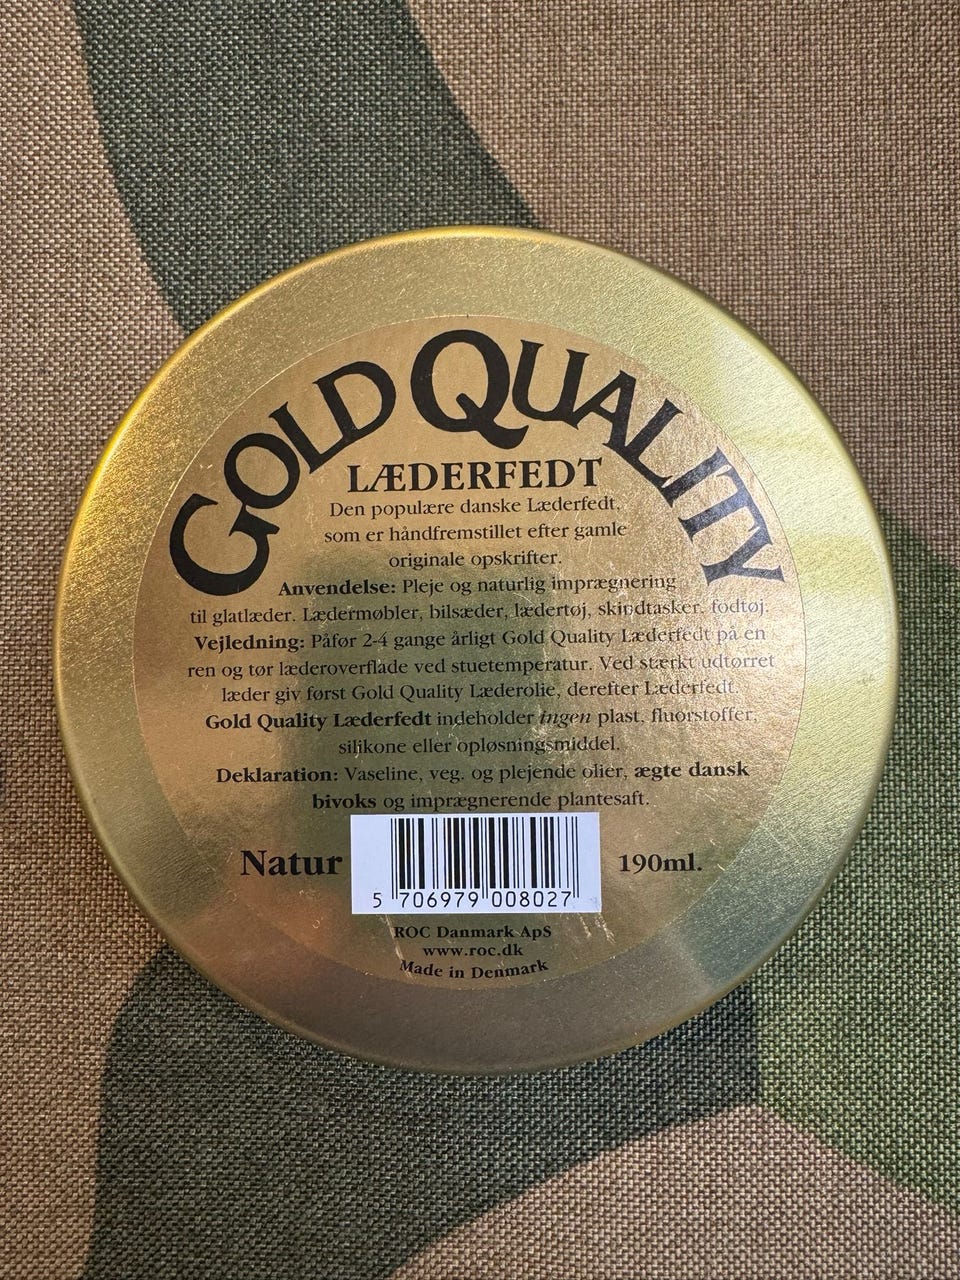 GOLD QUALITY
LÆDERFEDT
Den populære danske Læderfedt,
som er håndfremstillet efter gamle
originale opskrifter.
Anvendelse: Pleje og naturlig imprægnering
til glatlæder. Lædermøbler, bilsæder, lædertøj, skindtasker, fodtøj.
Vejledning: Påfør 2-4 gange årligt Gold Quality Læderfedt på en
ren og tør læderoverflade ved stuetemperatur. Ved stærkt udtørret
læder giv først Gold Quality Læderolie, derefter Læderfedt.
Gold Quality Læderfedt indeholder ingen plast, fluorstoffer,
silikone eller opløsningsmiddel.
Deklaration: Vaseline, veg. og plejende olier, ægte dansk
bivoks og imprægnerende plantesaft.
Natur 190ml.
5 706979 008027
ROC Danmark ApS
www.roc.dk
Made in Denmark